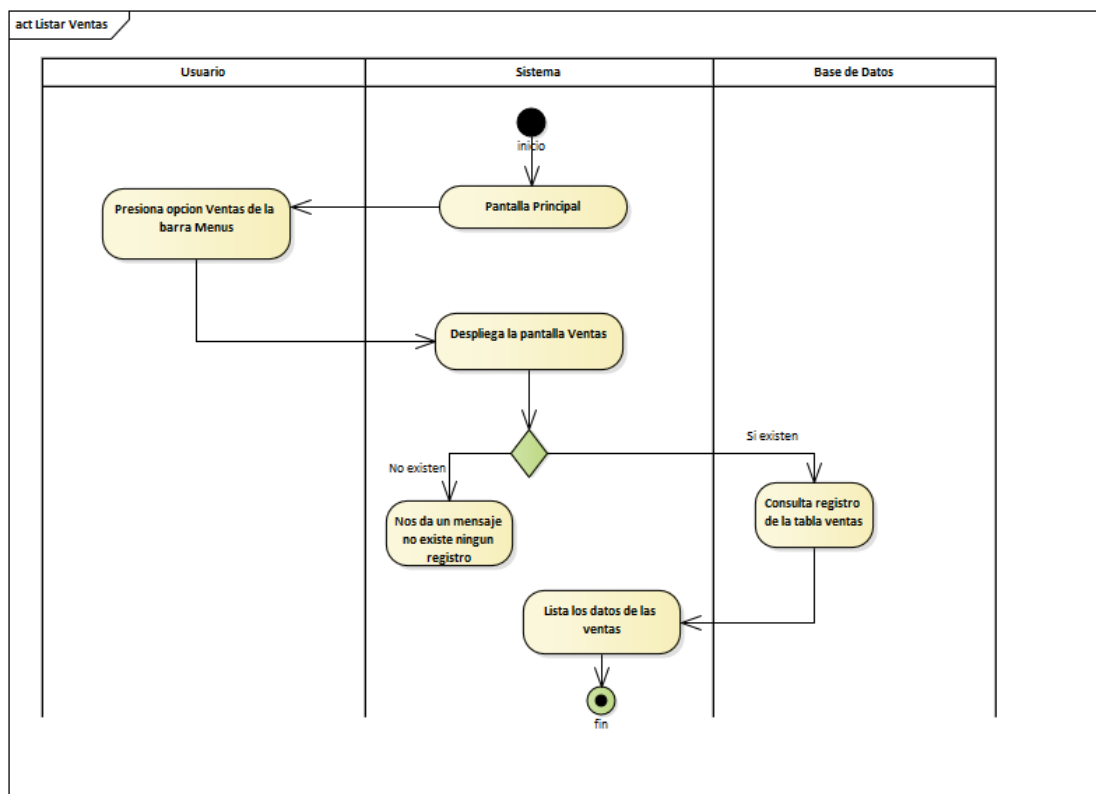 act Listar Ventas
Usuario
Sistema
Base de Datos
inicio
Pantalla Principal
Presiona opcion Ventas de la
barra Menus
Despliega la pantalla Ventas
Si existen
No existen
Consulta registro
de la tabla ventas
Nos da un mensaje
no existe ningun
registro
Lista los datos de las
ventas
fin